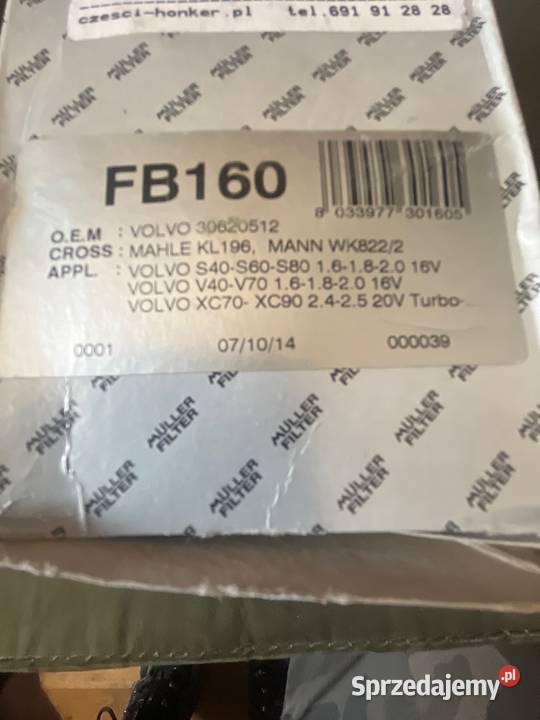 czesci-honker.pl tel.691 91 28 28
FB160
8 033977 301605
O.E.M : VOLVO 30620512
CROSS : MAHLE KL196, MANN WK822/2
APPL. : VOLVO S40-S60-S80 1.6-1.8-2.0 16V
VOLVO V40-V70 1.6-1.8-2.0 16V
VOLVO XC70- XC90 2.4-2.5 20V Turbo
0001 07/10/14 000039
MÜLLER FILTER
Sprzedajemy.pl